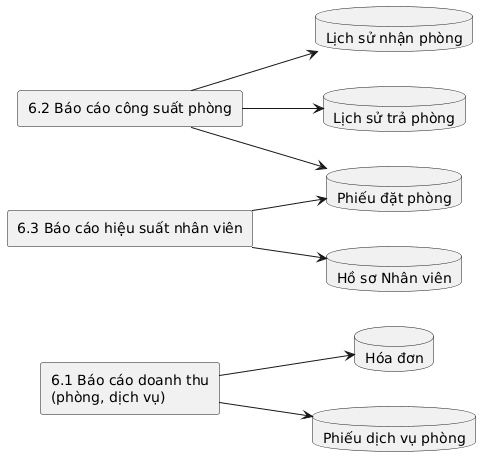 Lịch sử nhận phòng
6.2 Báo cáo công suất phòng
Lịch sử trả phòng
Phiếu đặt phòng
6.3 Báo cáo hiệu suất nhân viên
Hồ sơ Nhân viên
Hóa đơn
6.1 Báo cáo doanh thu
(phòng, dịch vụ)
Phiếu dịch vụ phòng